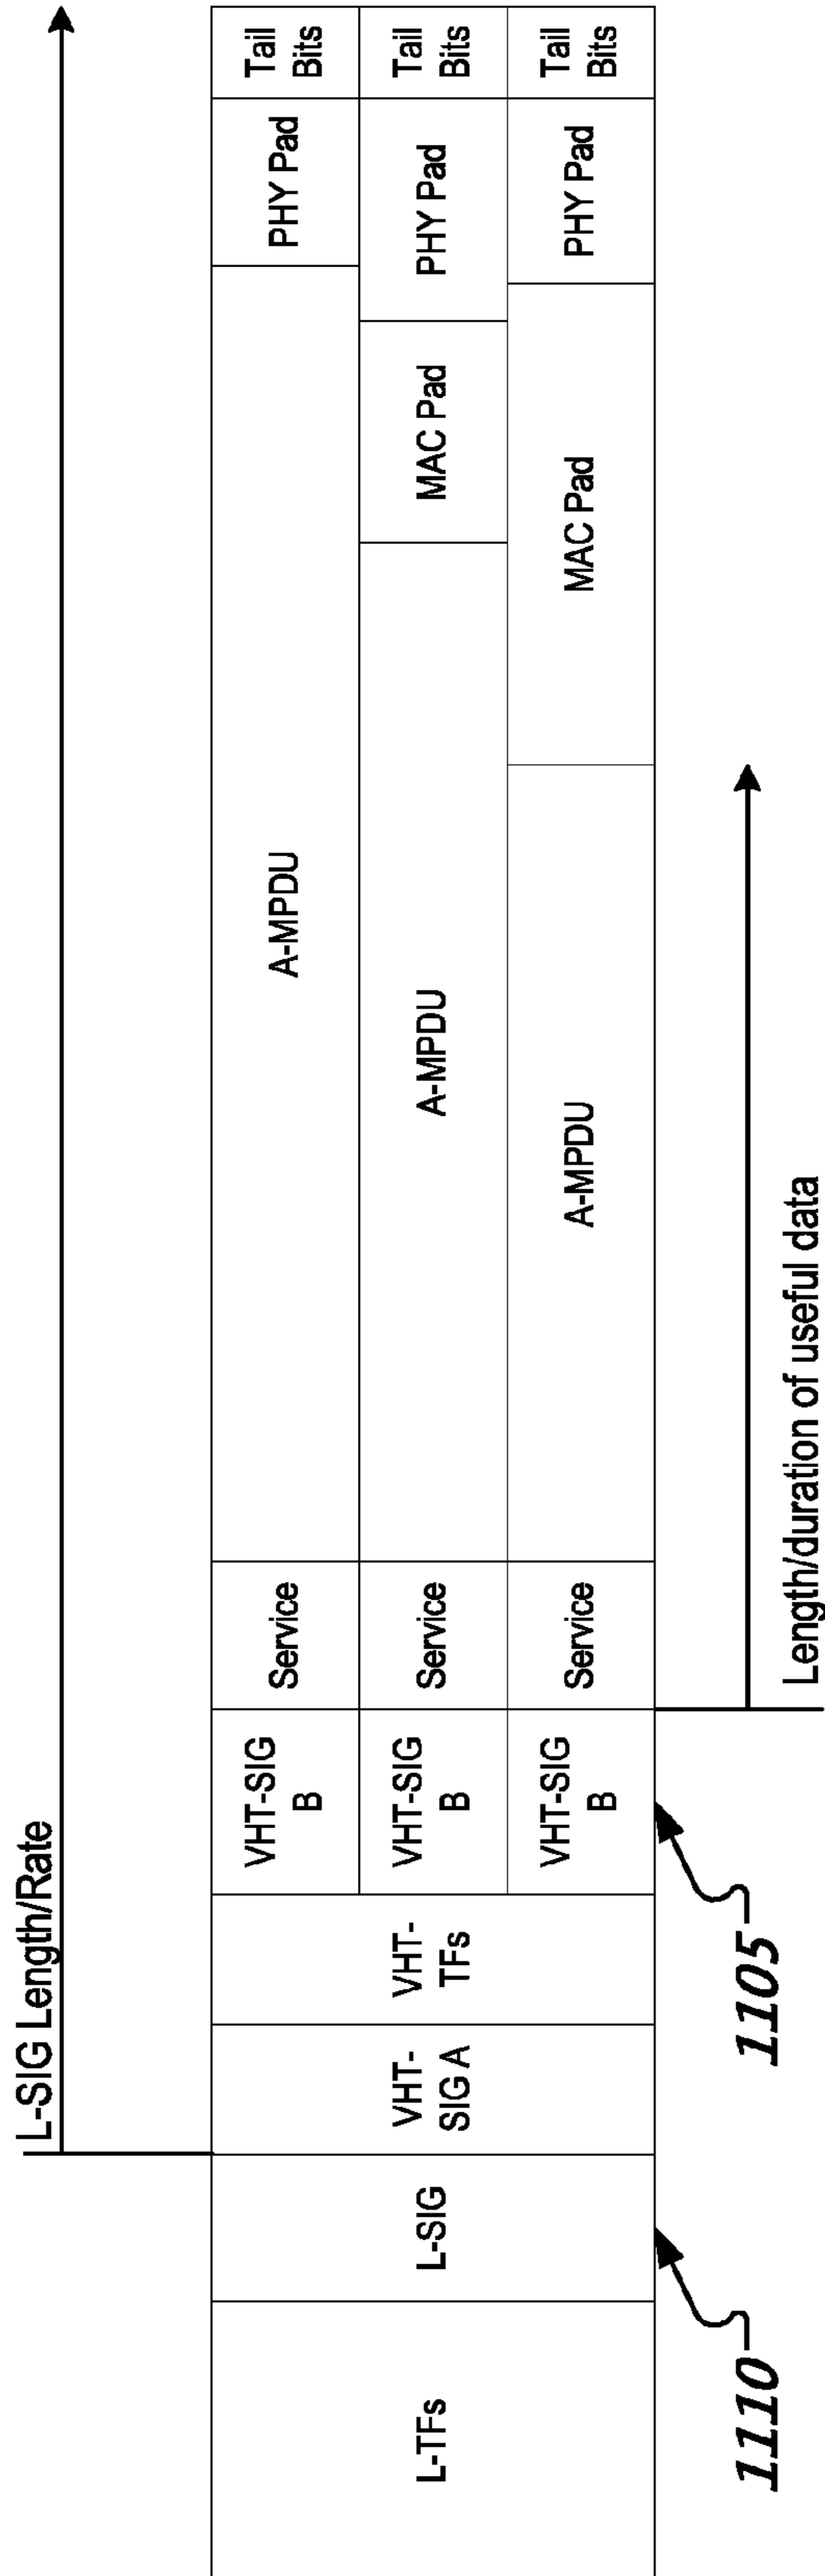 L-SIG Length/Rate
L-TFs
L-SIG
VHT-
SIG A
VHT-
TFs
VHT-SIG
B
Service
A-MPDU
PHY Pad
Tail
Bits
VHT-SIG
B
Service
A-MPDU
MAC Pad
PHY Pad
Tail
Bits
VHT-SIG
B
Service
A-MPDU
MAC Pad
PHY Pad
Tail
Bits
1110
1105
Length/duration of useful data